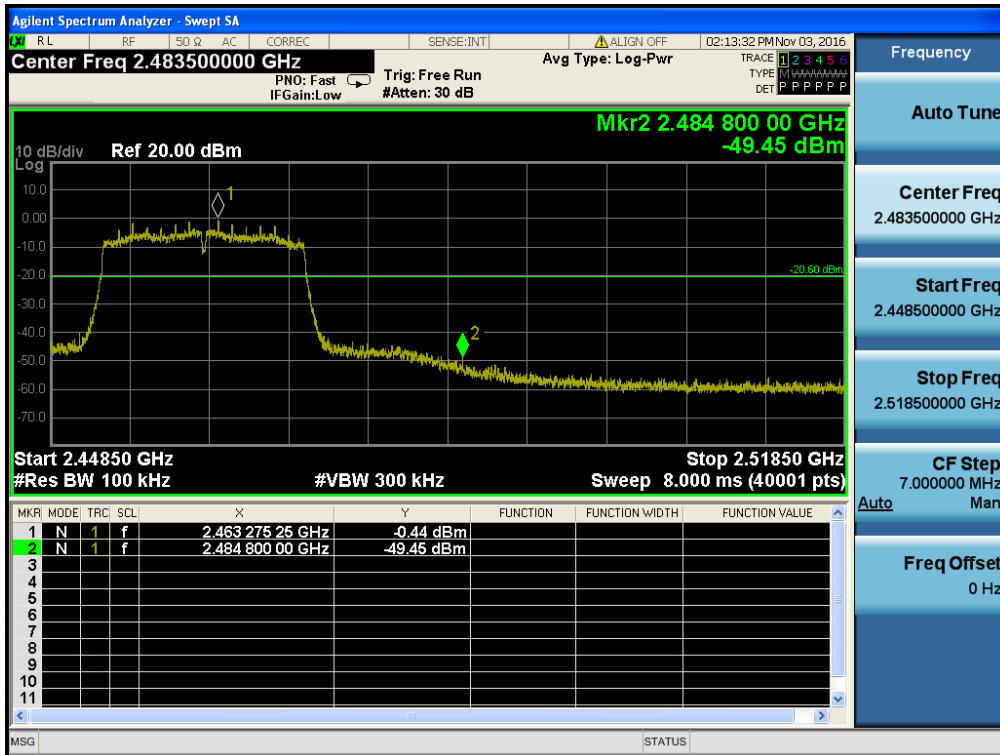 Agilent Spectrum Analyzer - Swept SA
LXI RL RF 50 Ω AC CORREC SENSE:INT ALIGN OFF 02:13:32 PM Nov 03, 2016
Center Freq 2.483500000 GHz
PNO: Fast
IFGain:Low
Trig: Free Run
#Atten: 30 dB
Avg Type: Log-Pwr
TRACE 1 2 3 4 5 6
TYPE M
DET P P P P P P
Mkr2 2.484 800 00 GHz
-49.45 dBm
10 dB/div Ref 20.00 dBm
Log
10.0
0.00
-10.0
-20.0
-30.0
-40.0
-50.0
-60.0
-70.0
1
2
-20.60 dBm
Start 2.44850 GHz Stop 2.51850 GHz
#Res BW 100 kHz #VBW 300 kHz Sweep 8.000 ms (40001 pts)
MKR MODE TRC SCL X Y FUNCTION FUNCTION WIDTH FUNCTION VALUE
1 N 1 f 2.463 275 25 GHz -0.44 dBm
2 N 1 f 2.484 800 00 GHz -49.45 dBm
3
4
5
6
7
8
9
10
11
MSG STATUS
Frequency
Auto Tune
Center Freq
2.483500000 GHz
Start Freq
2.448500000 GHz
Stop Freq
2.518500000 GHz
CF Step
7.000000 MHz
Auto Man
Freq Offset
0 Hz